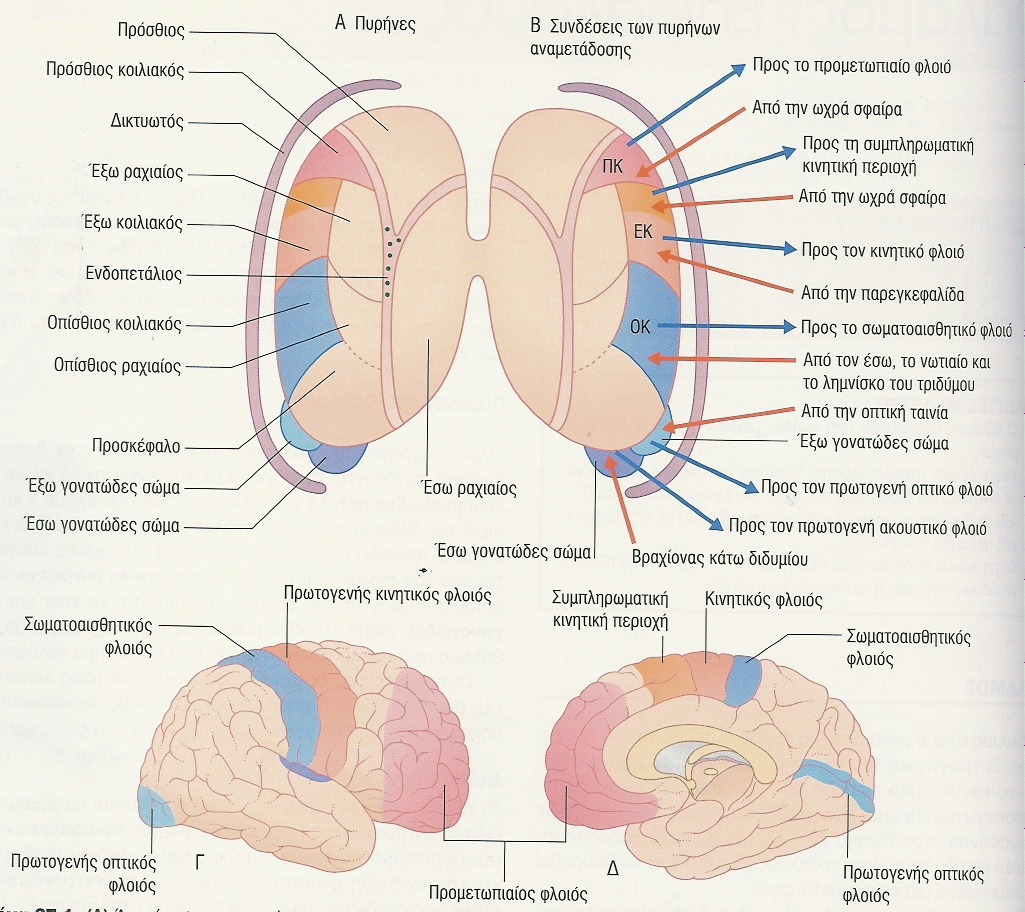 Α Πυρήνες
Πρόσθιος
Πρόσθιος κοιλιακός
Δικτυωτός
Έξω ραχιαίος
Έξω κοιλιακός
Ενδοπετάλιος
Οπίσθιος κοιλιακός
Οπίσθιος ραχιαίος
Προσκέφαλο
Έξω γονατώδες σώμα
Έσω γονατώδες σώμα
Έσω ραχιαίος
Β Συνδέσεις των πυρήνων
αναμετάδοσης
ΠΚ
ΕΚ
ΟΚ
Προς το προμετωπιαίο φλοιό
Από την ωχρά σφαίρα
Προς τη συμπληρωματική
κινητική περιοχή
Από την ωχρά σφαίρα
Προς τον κινητικό φλοιό
Από την παρεγκεφαλίδα
Προς το σωματοαισθητικό φλοιό
Από τον έσω, το νωτιαίο και
το λημνίσκο του τριδύμου
Από την οπτική ταινία
Έξω γονατώδες σώμα
Προς τον πρωτογενή οπτικό φλοιό
Προς τον πρωτογενή ακουστικό φλοιό
Έσω γονατώδες σώμα
Βραχίονας κάτω διδυμίου
Πρωτογενής κινητικός φλοιός
Σωματοαισθητικός
φλοιός
Πρωτογενής οπτικός
φλοιός
Γ
Προμετωπιαίος φλοιός
Συμπληρωματική
κινητική περιοχή
Κινητικός φλοιός
Σωματοαισθητικός
φλοιός
Δ
Πρωτογενής οπτικός
φλοιός